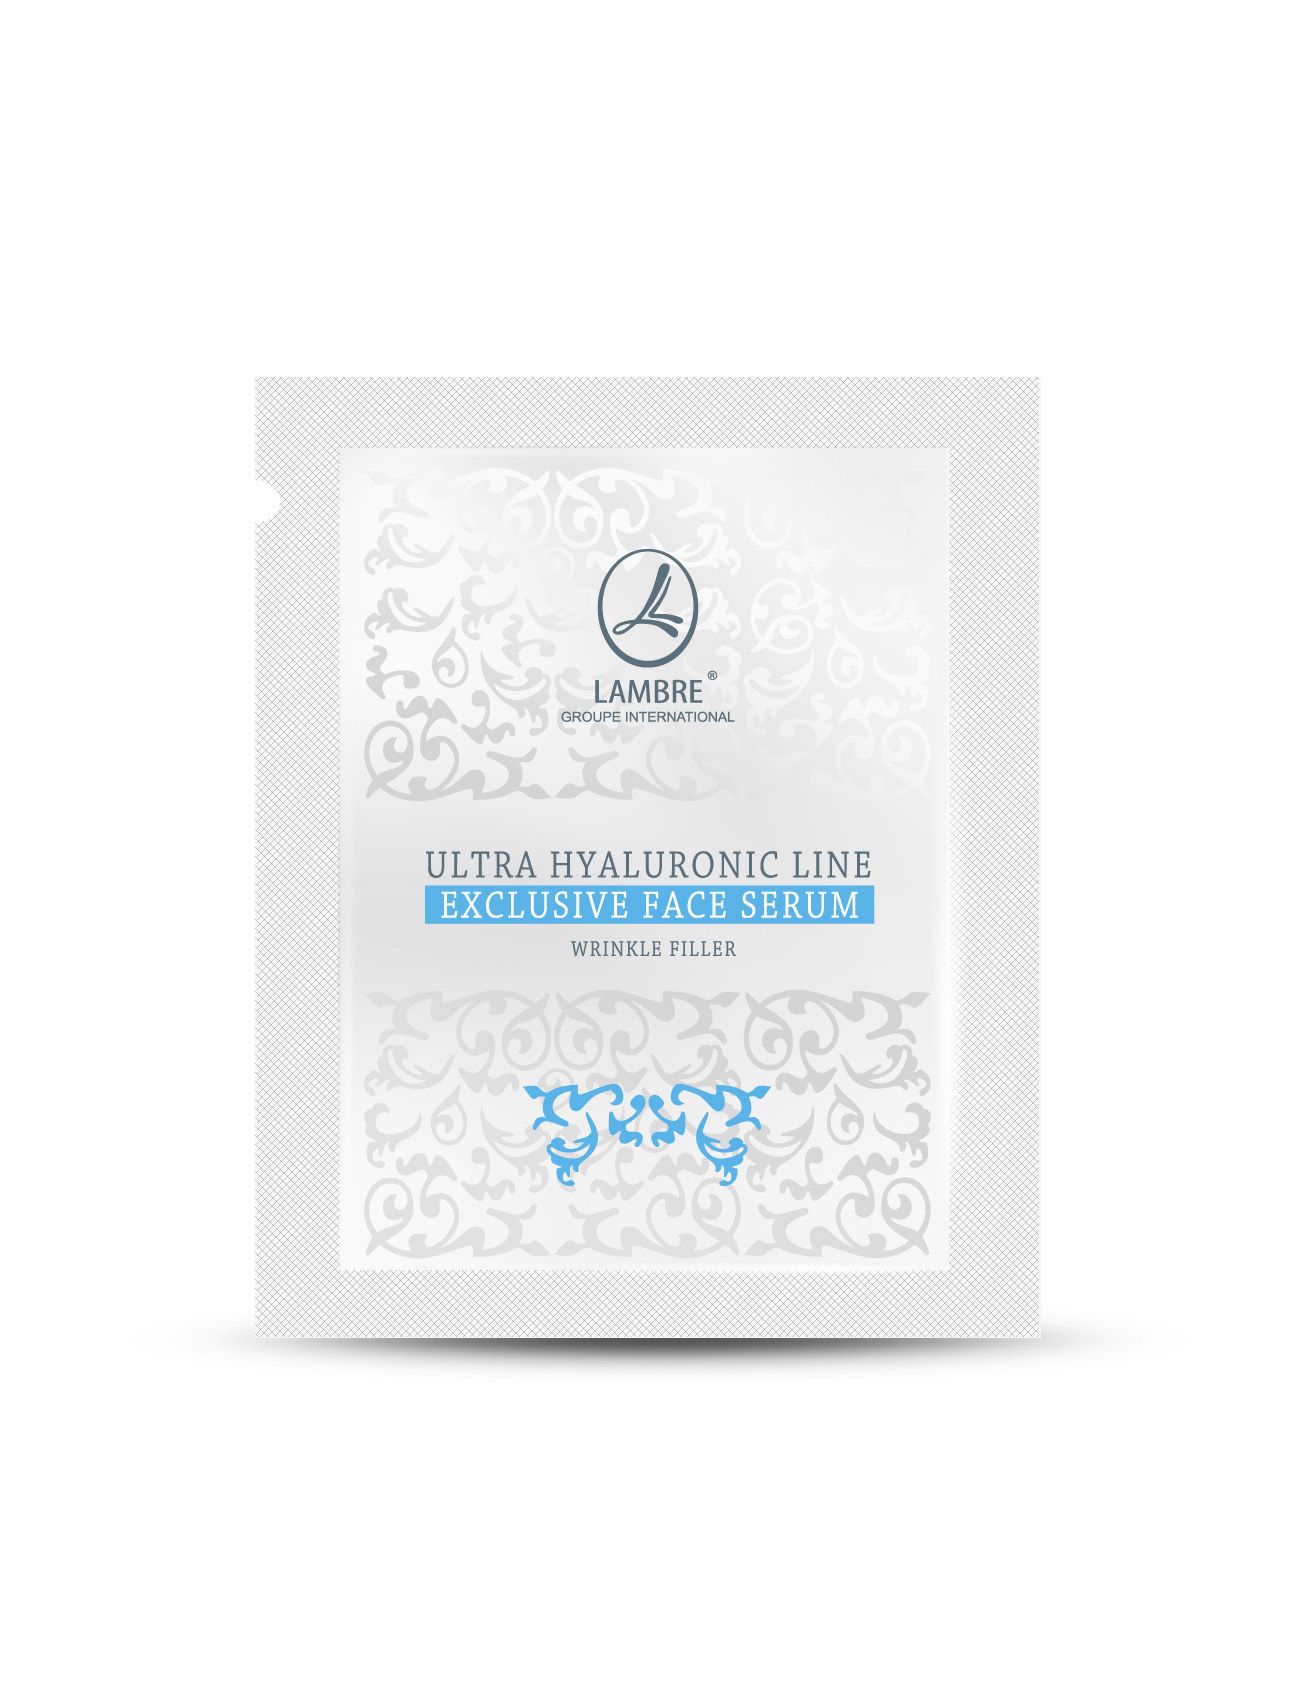 LAMBRE®
GROUPE INTERNATIONAL
ULTRA HYALURONIC LINE
EXCLUSIVE FACE SERUM
WRINKLE FILLER